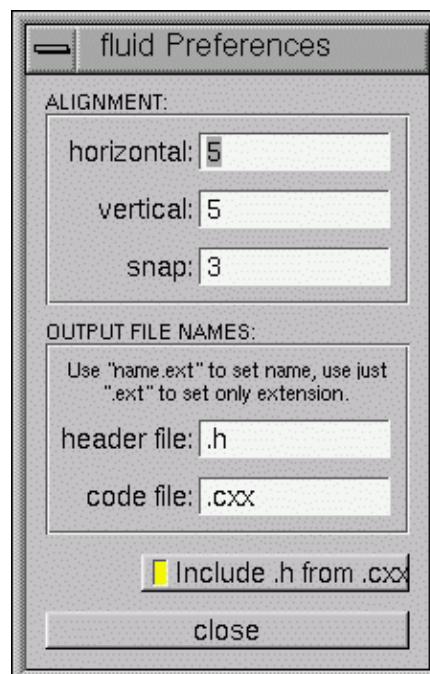 fluid Preferences
ALIGNMENT:
horizontal: 5
vertical: 5
snap: 3
OUTPUT FILE NAMES:
Use "name.ext" to set name, use just
".ext" to set only extension.
header file: .h
code file: .cxx
Include .h from .cxx
close